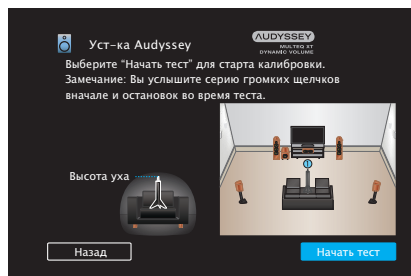 Уст-ка Audyssey
AUDYSSEY
MULTEQ XT
DYNAMIC VOLUME
Выберите “Начать тест” для старта калибровки.
Замечание: Вы услышите серию громких щелчков
вначале и остановок во время теста.
Высота уха
Назад
Начать тест